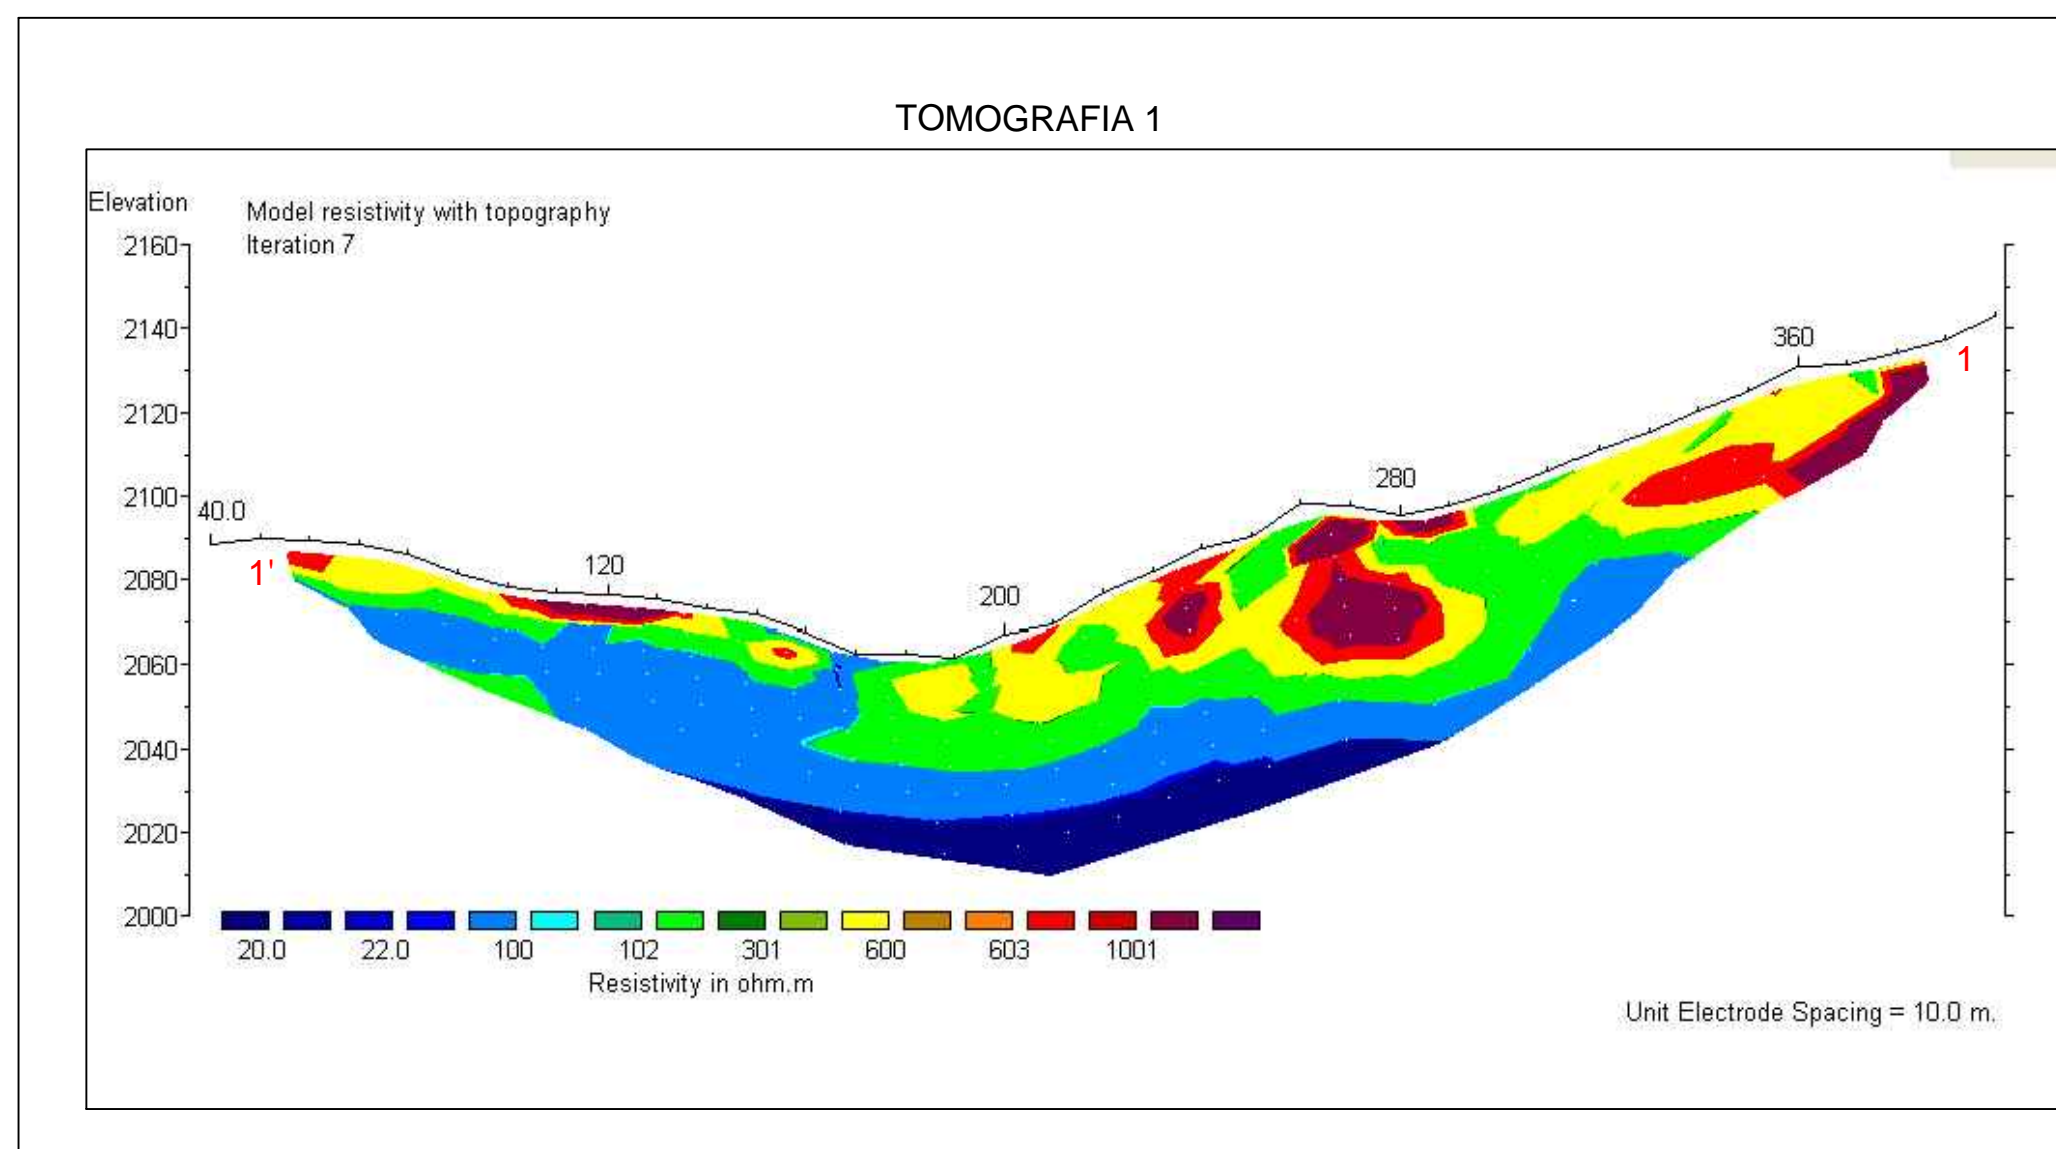 TOMOGRAFIA 1
Elevation
Model resistivity with topography
Iteration 7
2160
2140
360
1
2120
2100
280
40.0
1'
2080
120
200
2060
2040
2020
2000
20.0 22.0 100 102 301 600 603 1001
Resistivity in ohm.m
Unit Electrode Spacing = 10.0 m.